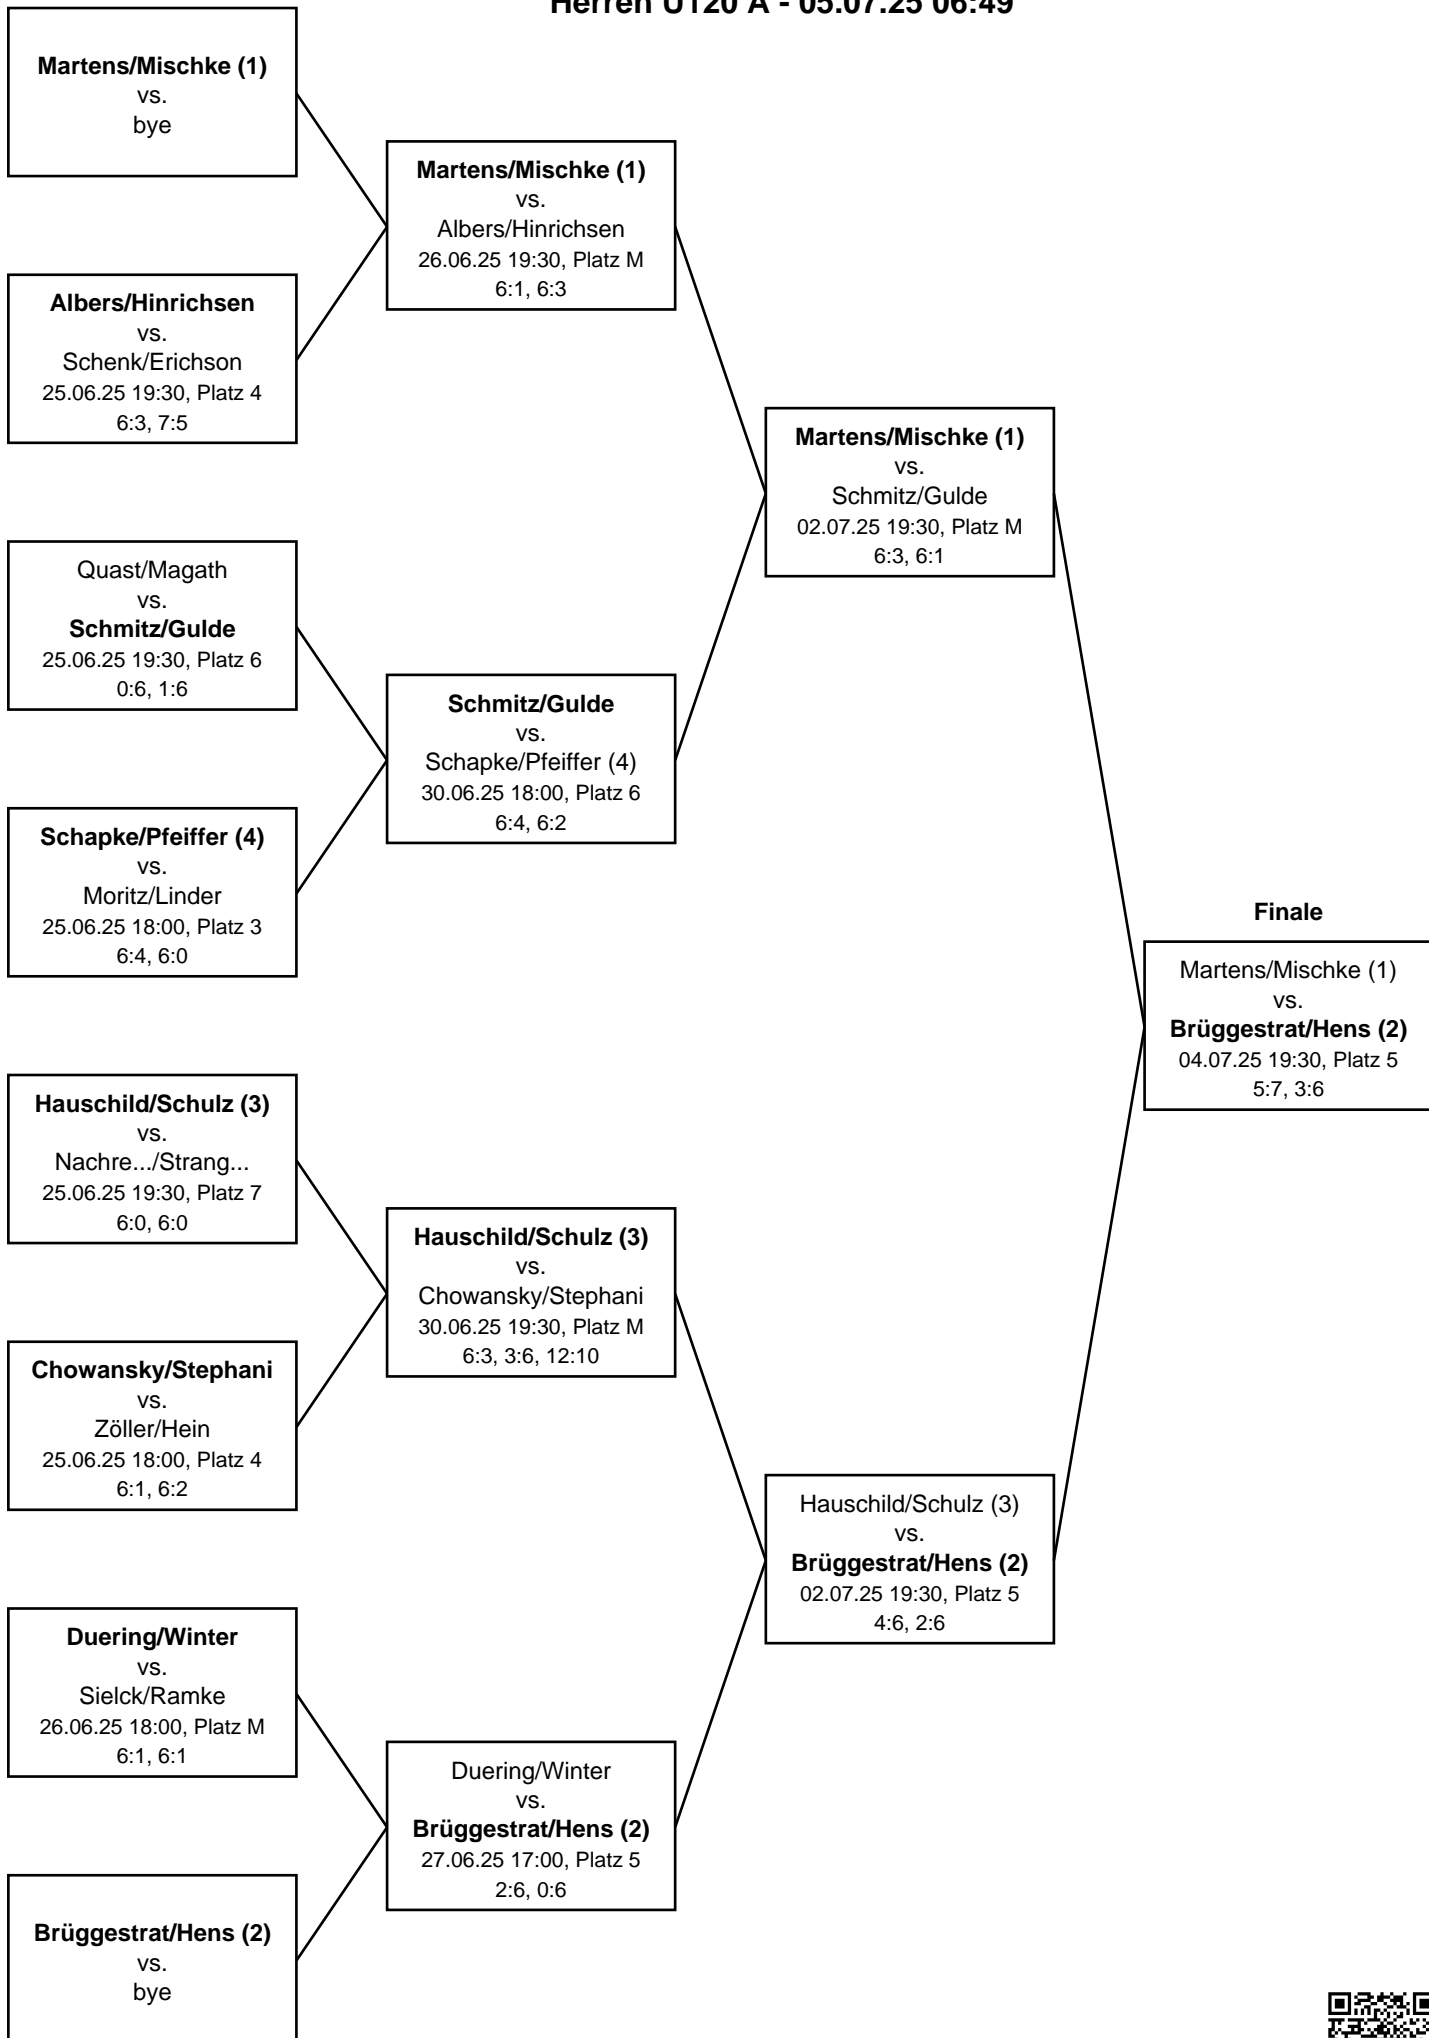 Herren U120 A - 05.07.25 06:49
Martens/Mischke (1)
vs.
bye
Albers/Hinrichsen
vs.
Schenk/Erichson
25.06.25 19:30, Platz 4
6:3, 7:5
Quast/Magath
vs.
Schmitz/Gulde
25.06.25 19:30, Platz 6
0:6, 1:6
Schapke/Pfeiffer (4)
vs.
Moritz/Linder
25.06.25 18:00, Platz 3
6:4, 6:0
Hauschild/Schulz (3)
vs.
Nachre.../Strang...
25.06.25 19:30, Platz 7
6:0, 6:0
Chowansky/Stephani
vs.
Zöller/Hein
25.06.25 18:00, Platz 4
6:1, 6:2
Duering/Winter
vs.
Sielck/Ramke
26.06.25 18:00, Platz M
6:1, 6:1
Brüggestrat/Hens (2)
vs.
bye
Martens/Mischke (1)
vs.
Albers/Hinrichsen
26.06.25 19:30, Platz M
6:1, 6:3
Schmitz/Gulde
vs.
Schapke/Pfeiffer (4)
30.06.25 18:00, Platz 6
6:4, 6:2
Hauschild/Schulz (3)
vs.
Chowansky/Stephani
30.06.25 19:30, Platz M
6:3, 3:6, 12:10
Duering/Winter
vs.
Brüggestrat/Hens (2)
27.06.25 17:00, Platz 5
2:6, 0:6
Martens/Mischke (1)
vs.
Schmitz/Gulde
02.07.25 19:30, Platz M
6:3, 6:1
Hauschild/Schulz (3)
vs.
Brüggestrat/Hens (2)
02.07.25 19:30, Platz 5
4:6, 2:6
Finale
Martens/Mischke (1)
vs.
Brüggestrat/Hens (2)
04.07.25 19:30, Platz 5
5:7, 3:6